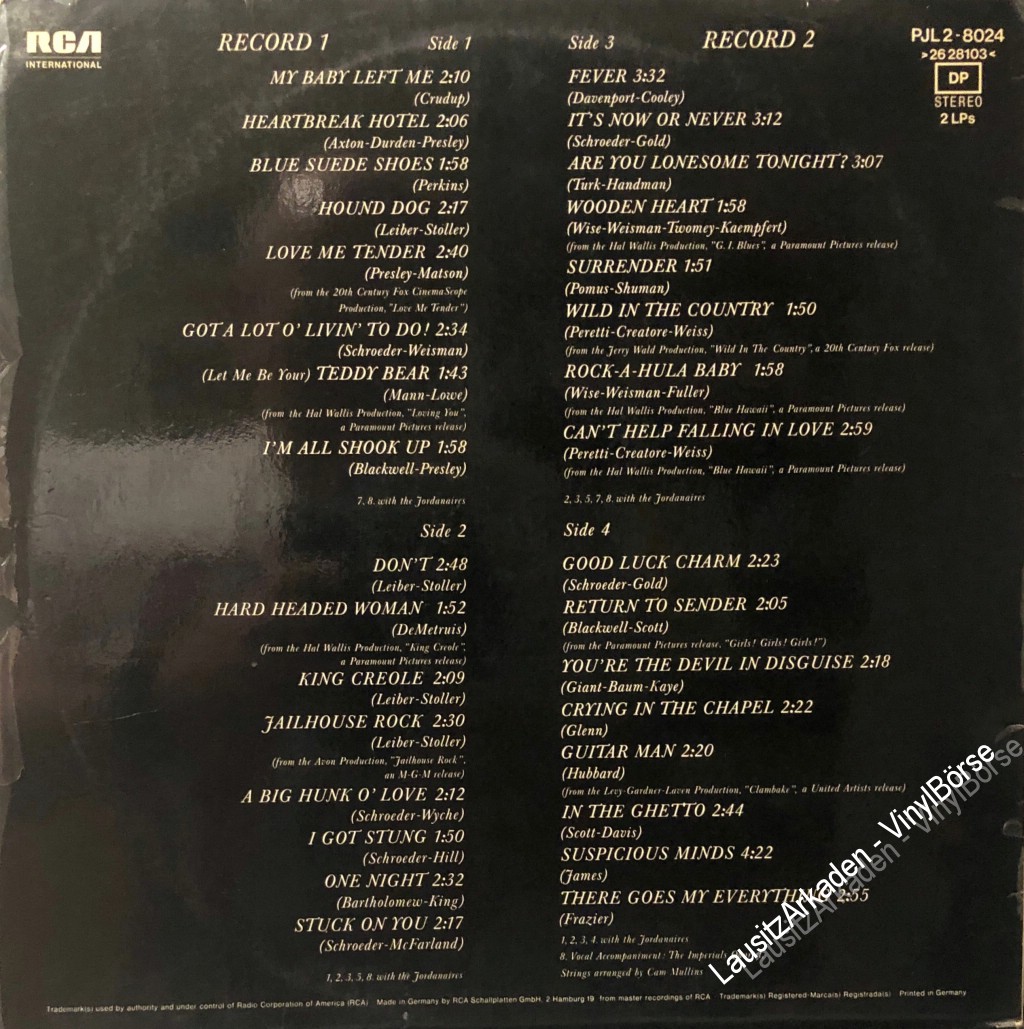 RCA
INTERNATIONAL
RECORD 1
Side 1
MY BABY LEFT ME 2:10
(Crudup)
HEARTBREAK HOTEL 2:06
(Axton-Durden-Presley)
BLUE SUEDE SHOES 1:58
(Perkins)
HOUND DOG 2:17
(Leiber-Stoller)
LOVE ME TENDER 2:40
(Presley-Matson)
(from the 20th Century Fox CinemaScope
Production, "Love Me Tender")
GOT A LOT O' LIVIN' TO DO! 2:34
(Schroeder-Weisman)
(Let Me Be Your) TEDDY BEAR 1:43
(Mann-Lowe)
(from the Hal Wallis Production, "Loving You",
a Paramount Pictures release)
I'M ALL SHOOK UP 1:58
(Blackwell-Presley)
7, 8. with the Jordanaires
Side 2
DON'T 2:48
(Leiber-Stoller)
HARD HEADED WOMAN 1:52
(DeMetruis)
(from the Hal Wallis Production, "King Creole",
a Paramount Pictures release)
KING CREOLE 2:09
(Leiber-Stoller)
JAILHOUSE ROCK 2:30
(Leiber-Stoller)
(from the Avon Production, "Jailhouse Rock",
an M-G-M release)
A BIG HUNK O' LOVE 2:12
(Schroeder-Wyche)
I GOT STUNG 1:50
(Schroeder-Hill)
ONE NIGHT 2:32
(Bartholomew-King)
STUCK ON YOU 2:17
(Schroeder-McFarland)
1, 2, 3, 5, 8. with the Jordanaires
Side 3
RECORD 2
FEVER 3:32
(Davenport-Cooley)
IT'S NOW OR NEVER 3:12
(Schroeder-Gold)
ARE YOU LONESOME TONIGHT? 3:07
(Turk-Handman)
WOODEN HEART 1:58
(Wise-Weisman-Twomey-Kaempfert)
(from the Hal Wallis Production, "G. I. Blues", a Paramount Pictures release)
SURRENDER 1:51
(Pomus-Shuman)
WILD IN THE COUNTRY 1:50
(Peretti-Creatore-Weiss)
(from the Jerry Wald Production, "Wild In The Country", a 20th Century Fox release)
ROCK-A-HULA BABY 1:58
(Wise-Weisman-Fuller)
(from the Hal Wallis Production, "Blue Hawaii", a Paramount Pictures release)
CAN'T HELP FALLING IN LOVE 2:59
(Peretti-Creatore-Weiss)
(from the Hal Wallis Production, "Blue Hawaii", a Paramount Pictures release)
2, 3, 5, 7, 8. with the Jordanaires
Side 4
GOOD LUCK CHARM 2:23
(Schroeder-Gold)
RETURN TO SENDER 2:05
(Blackwell-Scott)
(from the Paramount Pictures release, "Girls! Girls! Girls!")
YOU'RE THE DEVIL IN DISGUISE 2:18
(Giant-Baum-Kaye)
CRYING IN THE CHAPEL 2:22
(Glenn)
GUITAR MAN 2:20
(Hubbard)
(from the Levy-Gardner-Laven Production, "Clambake", a United Artists release)
IN THE GHETTO 2:44
(Scott-Davis)
SUSPICIOUS MINDS 4:22
(James)
THERE GOES MY EVERYTHING 2:55
(Frazier)
1, 2, 3, 4. with the Jordanaires
8. Vocal Accompaniment: The Imperials
Strings arranged by Cam Mullins
PJL 2-8024
>26 28103<
DP
STEREO
2 LPs
LausitzArkaden - VinylBörse
Trademark(s) used by authority and under control of Radio Corporation of America (RCA) Made in Germany by RCA Schallplatten GmbH, 2 Hamburg 19 from master recordings of RCA Trademark(s) Registered-Marca(s) Registrada(s) Printed in Germany